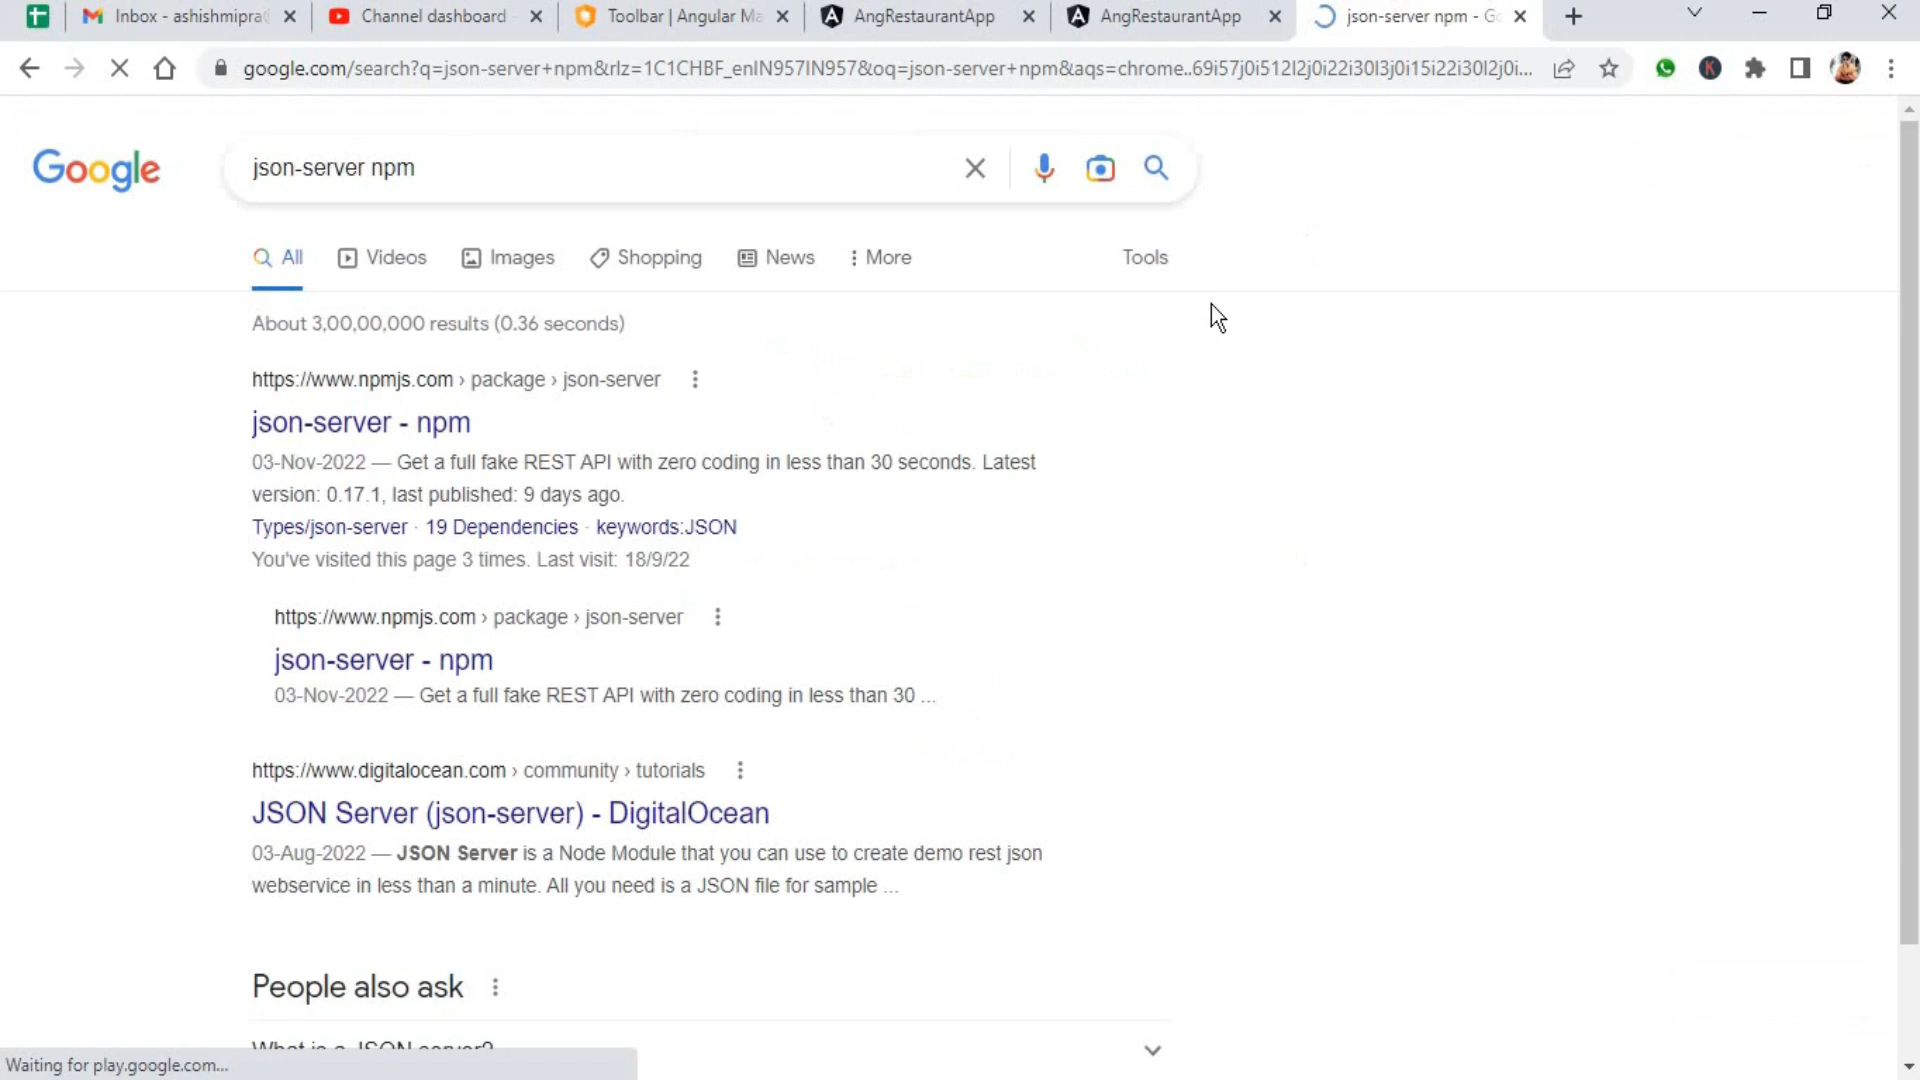 Inbox - ashishmipra
Channel dashboard
Toolbar | Angular Ma
AngRestaurantApp
AngRestaurantApp
json-server npm - Go
google.com/search?q=json-server+npm&rlz=1C1CHBF_enIN957IN957&oq=json-server+npm&aqs=chrome..69i57j0i512l2j0i22i30l3j0i15i22i30l2j0i...
K
Google
json-server npm
All
Videos
Images
Shopping
News
More
Tools
About 3,00,00,000 results (0.36 seconds)
https://www.npmjs.com › package › json-server
json-server - npm
03-Nov-2022 — Get a full fake REST API with zero coding in less than 30 seconds. Latest
version: 0.17.1, last published: 9 days ago.
Types/json-server · 19 Dependencies · keywords:JSON
You've visited this page 3 times. Last visit: 18/9/22
https://www.npmjs.com › package › json-server
json-server - npm
03-Nov-2022 — Get a full fake REST API with zero coding in less than 30 ...
https://www.digitalocean.com › community › tutorials
JSON Server (json-server) - DigitalOcean
03-Aug-2022 — JSON Server is a Node Module that you can use to create demo rest json
webservice in less than a minute. All you need is a JSON file for sample ...
People also ask
What is a JSON server?
Waiting for play.google.com...